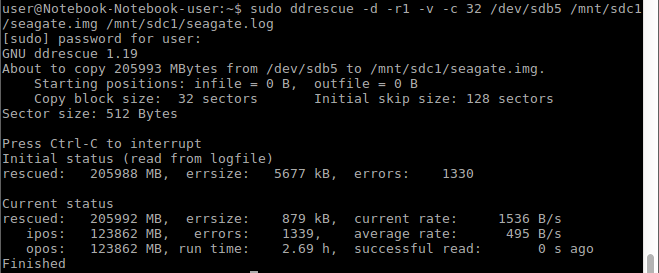 user@Notebook-Notebook-user:~$ sudo ddrescue -d -r1 -v -c 32 /dev/sdb5 /mnt/sdc1
/seagate.img /mnt/sdc1/seagate.log
[sudo] password for user:
GNU ddrescue 1.19
About to copy 205993 MBytes from /dev/sdb5 to /mnt/sdc1/seagate.img.
    Starting positions: infile = 0 B,  outfile = 0 B
    Copy block size:  32 sectors       Initial skip size: 128 sectors
Sector size: 512 Bytes

Press Ctrl-C to interrupt
Initial status (read from logfile)
rescued:   205988 MB,  errsize:   5677 kB,  errors:    1330

Current status
rescued:   205992 MB,  errsize:    879 kB,  current rate:     1536 B/s
   ipos:   123862 MB,   errors:    1339,    average rate:      495 B/s
   opos:   123862 MB, run time:    2.69 h,  successful read:       0 s ago
Finished